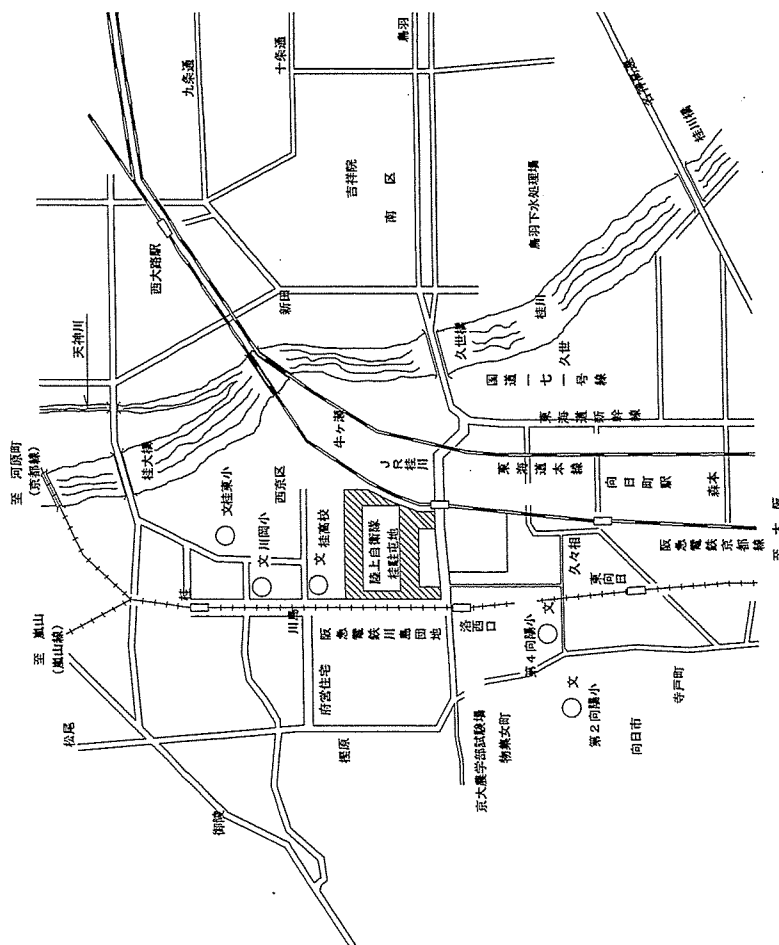 九条通
十条通
鳥羽
名神高速
桂川橋
西大路駅
吉祥院
南区
鳥羽下水処理場
天神川
新田
久世橋
桂川
久世
国道一七一号線
至 河原町
(京都線)
桂大橋
牛ヶ瀬
JR桂川
東海道新幹線
東海道本線
向日町駅
森本
文桂東小
西京区
文 川岡小
文 桂高校
陸上自衛隊
桂駐屯地
阪急電鉄京都線
至 大阪
久々相
東向日
至 嵐山
(嵐山線)
桂
川島
阪急電鉄川島団地
洛西口
文
第4向陽小
府営住宅
松尾
樫原
京大農学部試験場
物集女町
文
第2向陽小
向日市
寺戸町
御陵